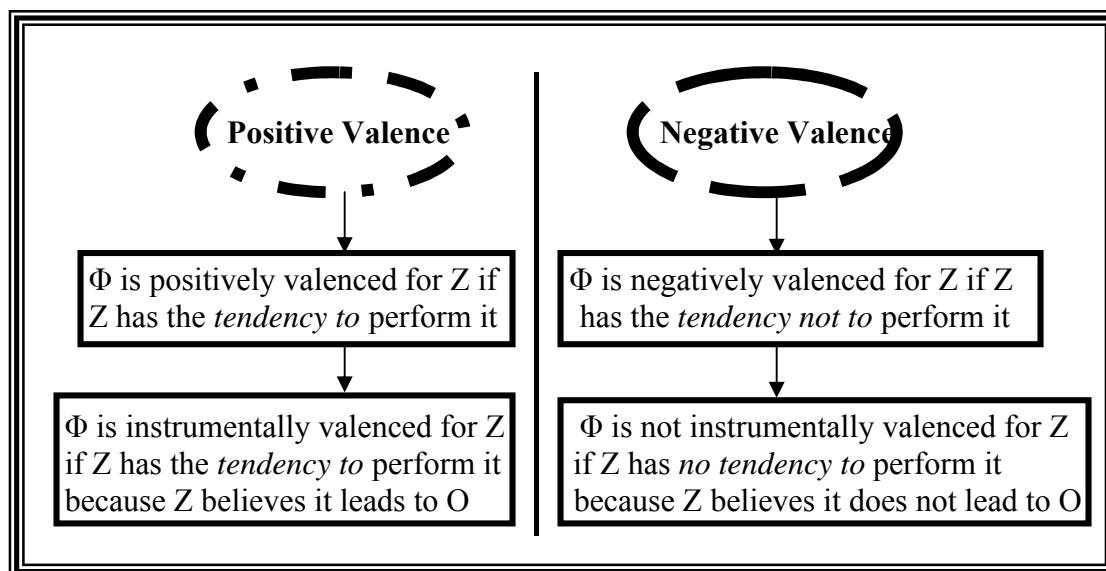 Positive Valence
Φ is positively valenced for Z if
Z has the tendency to perform it
Φ is instrumentally valenced for Z
if Z has the tendency to perform it
because Z believes it leads to O
Negative Valence
Φ is negatively valenced for Z if Z
has the tendency not to perform it
Φ is not instrumentally valenced for Z
if Z has no tendency to perform it
because Z believes it does not lead to O